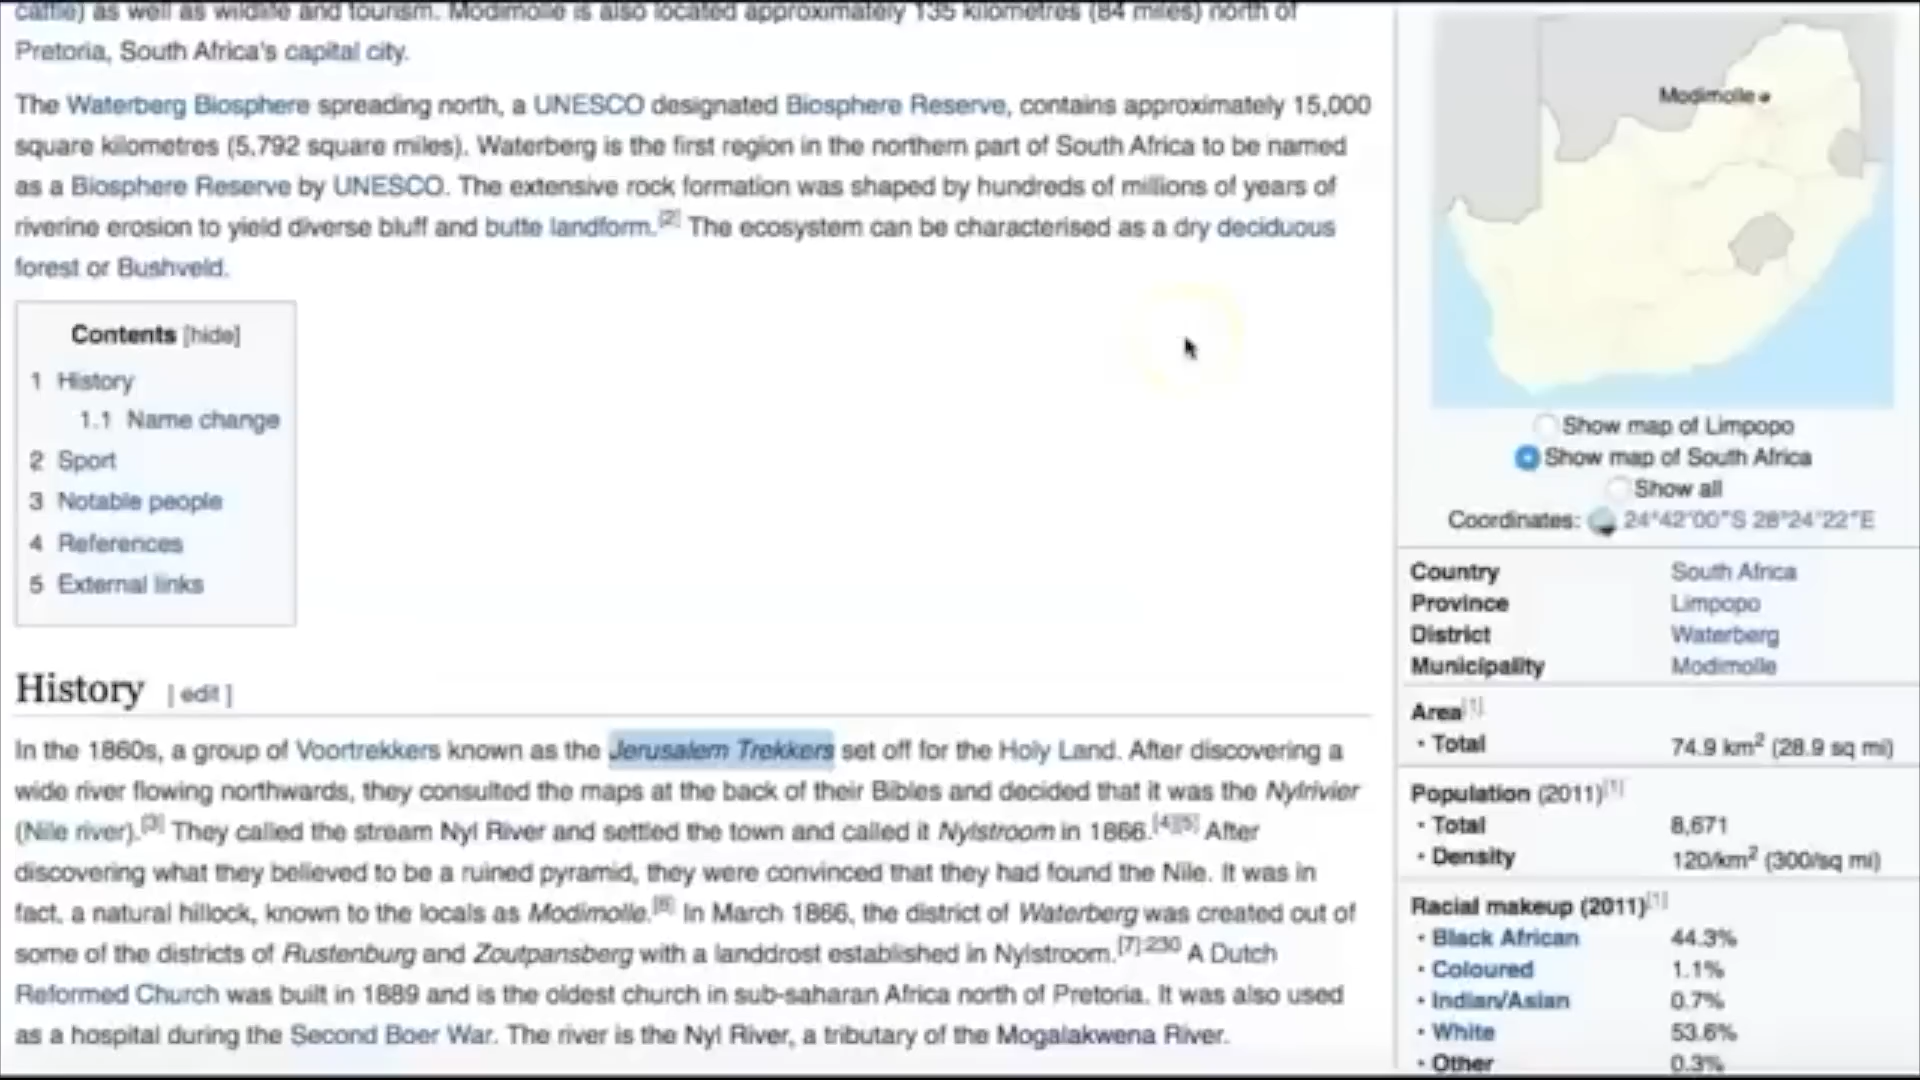 cattle) as well as wildlife and tourism. Modimolle is also located approximately 135 kilometres (84 miles) north of
Pretoria, South Africa's capital city.
The Waterberg Biosphere spreading north, a UNESCO designated Biosphere Reserve, contains approximately 15,000
square kilometres (5,792 square miles). Waterberg is the first region in the northern part of South Africa to be named
as a Biosphere Reserve by UNESCO. The extensive rock formation was shaped by hundreds of millions of years of
riverine erosion to yield diverse bluff and butte landform.[2] The ecosystem can be characterised as a dry deciduous
forest or Bushveld.
Contents [hide]
1 History
1.1 Name change
2 Sport
3 Notable people
4 References
5 External links
History [ edit ]
In the 1860s, a group of Voortrekkers known as the Jerusalem Trekkers set off for the Holy Land. After discovering a
wide river flowing northwards, they consulted the maps at the back of their Bibles and decided that it was the Nylrivier
(Nile river).[3] They called the stream Nyl River and settled the town and called it Nylstroom in 1866.[4][5] After
discovering what they believed to be a ruined pyramid, they were convinced that they had found the Nile. It was in
fact, a natural hillock, known to the locals as Modimolle.[6] In March 1866, the district of Waterberg was created out of
some of the districts of Rustenburg and Zoutpansberg with a landdrost established in Nylstroom.[7]:230 A Dutch
Reformed Church was built in 1889 and is the oldest church in sub-saharan Africa north of Pretoria. It was also used
as a hospital during the Second Boer War. The river is the Nyl River, a tributary of the Mogalakwena River.
Modimolle
Show map of Limpopo
Show map of South Africa
Show all
Coordinates: 24°42′00″S 28°24′22″E
Country South Africa
Province Limpopo
District Waterberg
Municipality Modimolle
Area[1]
• Total 74.9 km² (28.9 sq mi)
Population (2011)[1]
• Total 8,671
• Density 120/km² (300/sq mi)
Racial makeup (2011)[1]
• Black African 44.3%
• Coloured 1.1%
• Indian/Asian 0.7%
• White 53.6%
• Other 0.3%